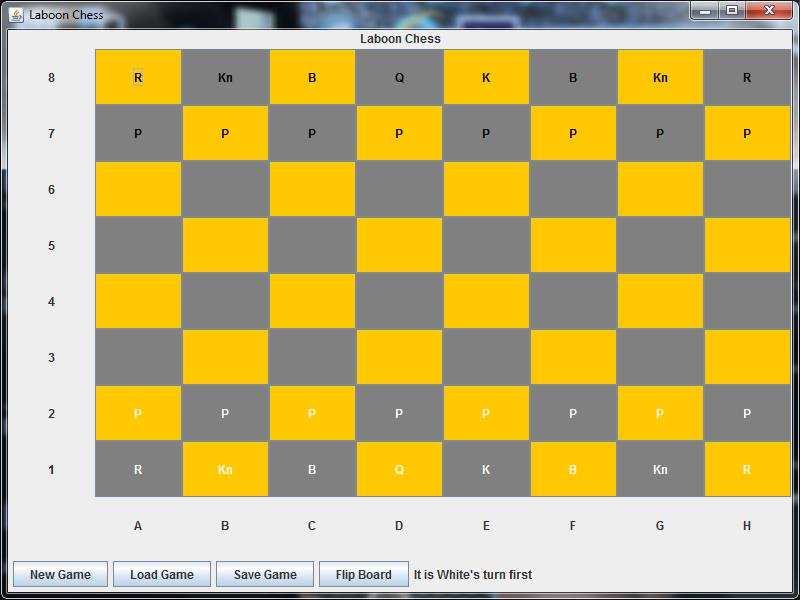 Laboon Chess
Laboon Chess
8 R Kn B Q K B Kn R
7 P P P P P P P P
6
5
4
3
2 P P P P P P P P
1 R Kn B Q K B Kn R
A B C D E F G H
New Game Load Game Save Game Flip Board It is White's turn first